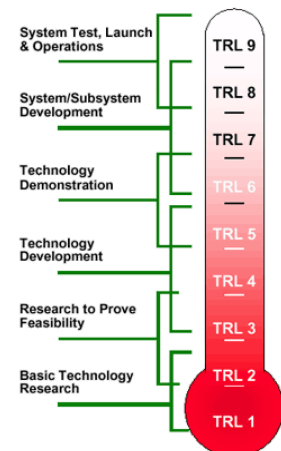 System Test, Launch
& Operations
System/Subsystem
Development
Technology
Demonstration
Technology
Development
Research to Prove
Feasibility
Basic Technology
Research
TRL 9
TRL 8
TRL 7
TRL 6
TRL 5
TRL 4
TRL 3
TRL 2
TRL 1